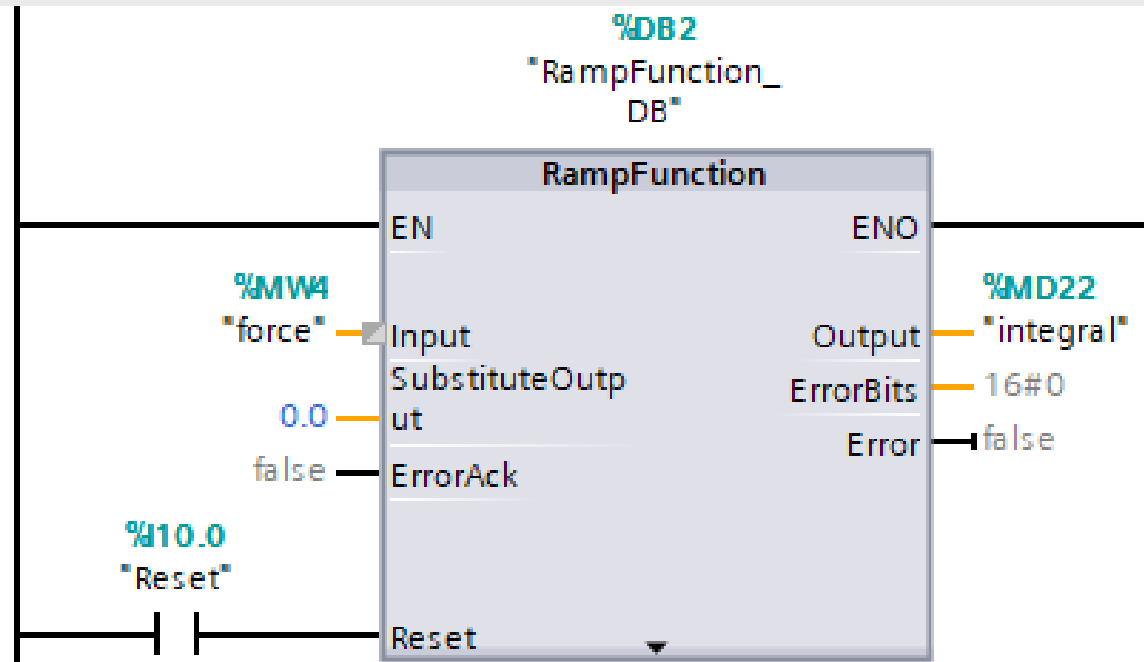 %DB2
"RampFunction_
DB"
RampFunction
EN ENO
%MW4 %MD22
"force" Input Output "integral"
SubstituteOutp
ut
0.0
ErrorBits 16#0
false ErrorAck
Error false
%I10.0
"Reset"
Reset